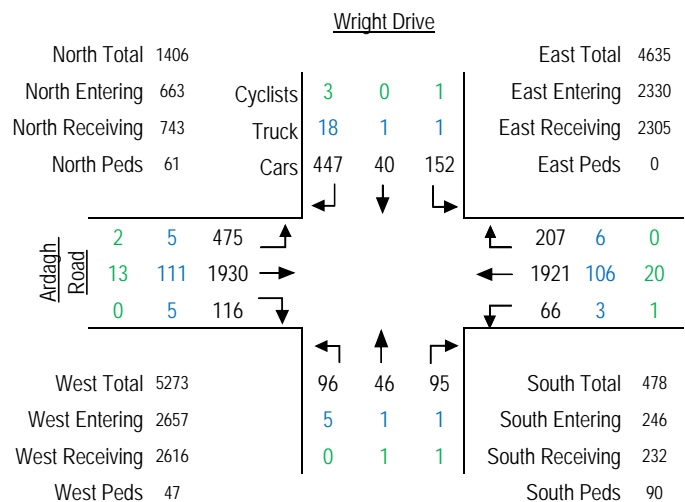 Wright Drive
North Total 1406
East Total 4635
North Entering 663
Cyclists 3 0 1
East Entering 2330
North Receiving 743
Truck 18 1 1
East Receiving 2305
North Peds 61
Cars 447 40 152
East Peds 0
Ardagh
Road
2 5 475
207 6 0
13 111 1930
1921 106 20
0 5 116
66 3 1
West Total 5273
96 46 95
South Total 478
West Entering 2657
5 1 1
South Entering 246
West Receiving 2616
0 1 1
South Receiving 232
West Peds 47
South Peds 90